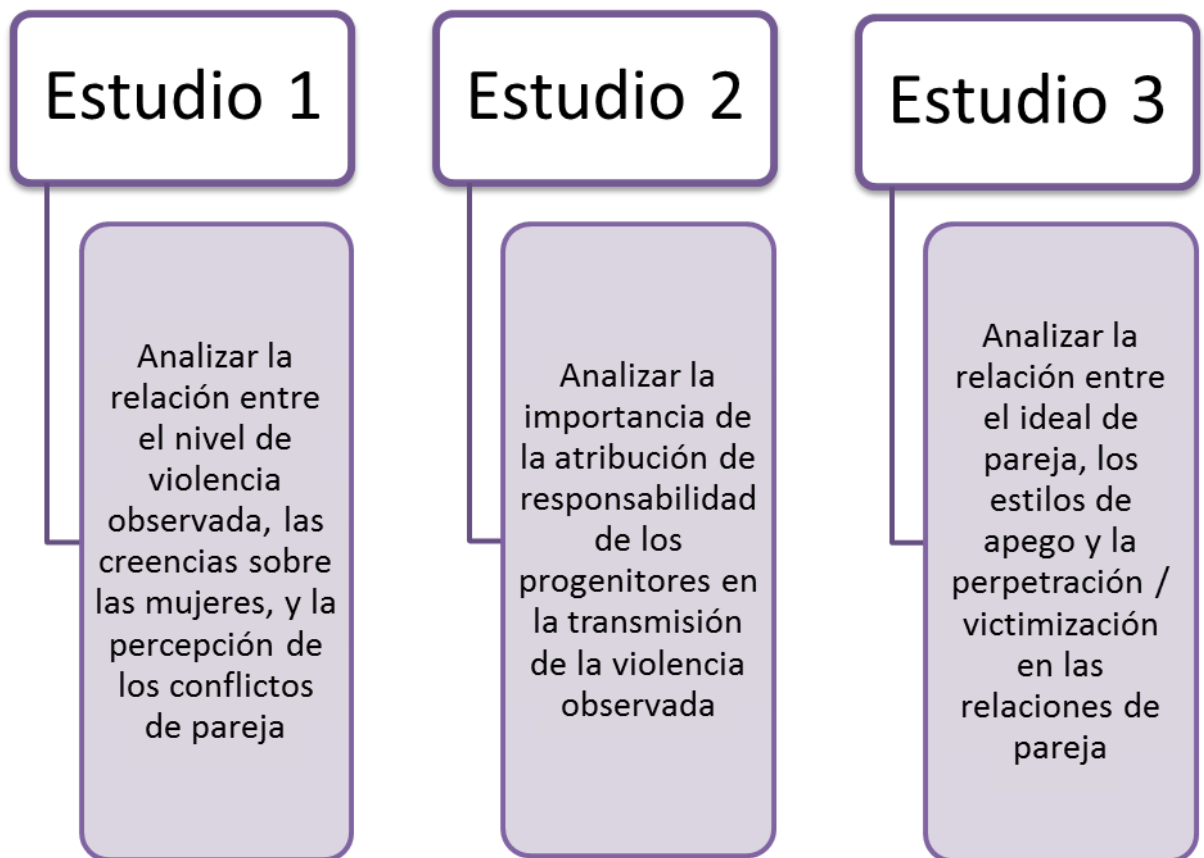 Estudio 1
Analizar la
relación entre
el nivel de
violencia
observada, las
creencias sobre
las mujeres, y la
percepción de
los conflictos
de pareja
Estudio 2
Analizar la
importancia de
la atribución de
responsabilidad
de los
progenitores en
la transmisión
de la violencia
observada
Estudio 3
Analizar la
relación entre
el ideal de
pareja, los
estilos de
apego y la
perpetración /
victimización
en las
relaciones de
pareja